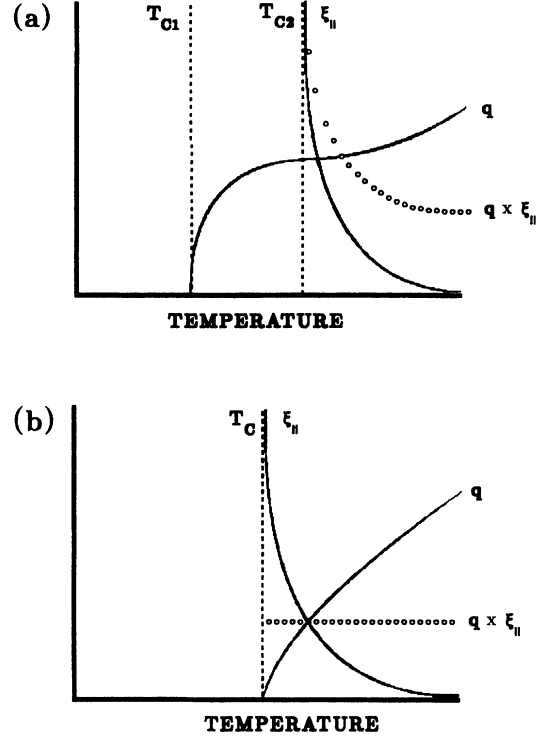 (a)
T_C1
T_C2
ξ_||
q
q x ξ_||
TEMPERATURE
(b)
T_C
ξ_||
q
q x ξ_||
TEMPERATURE